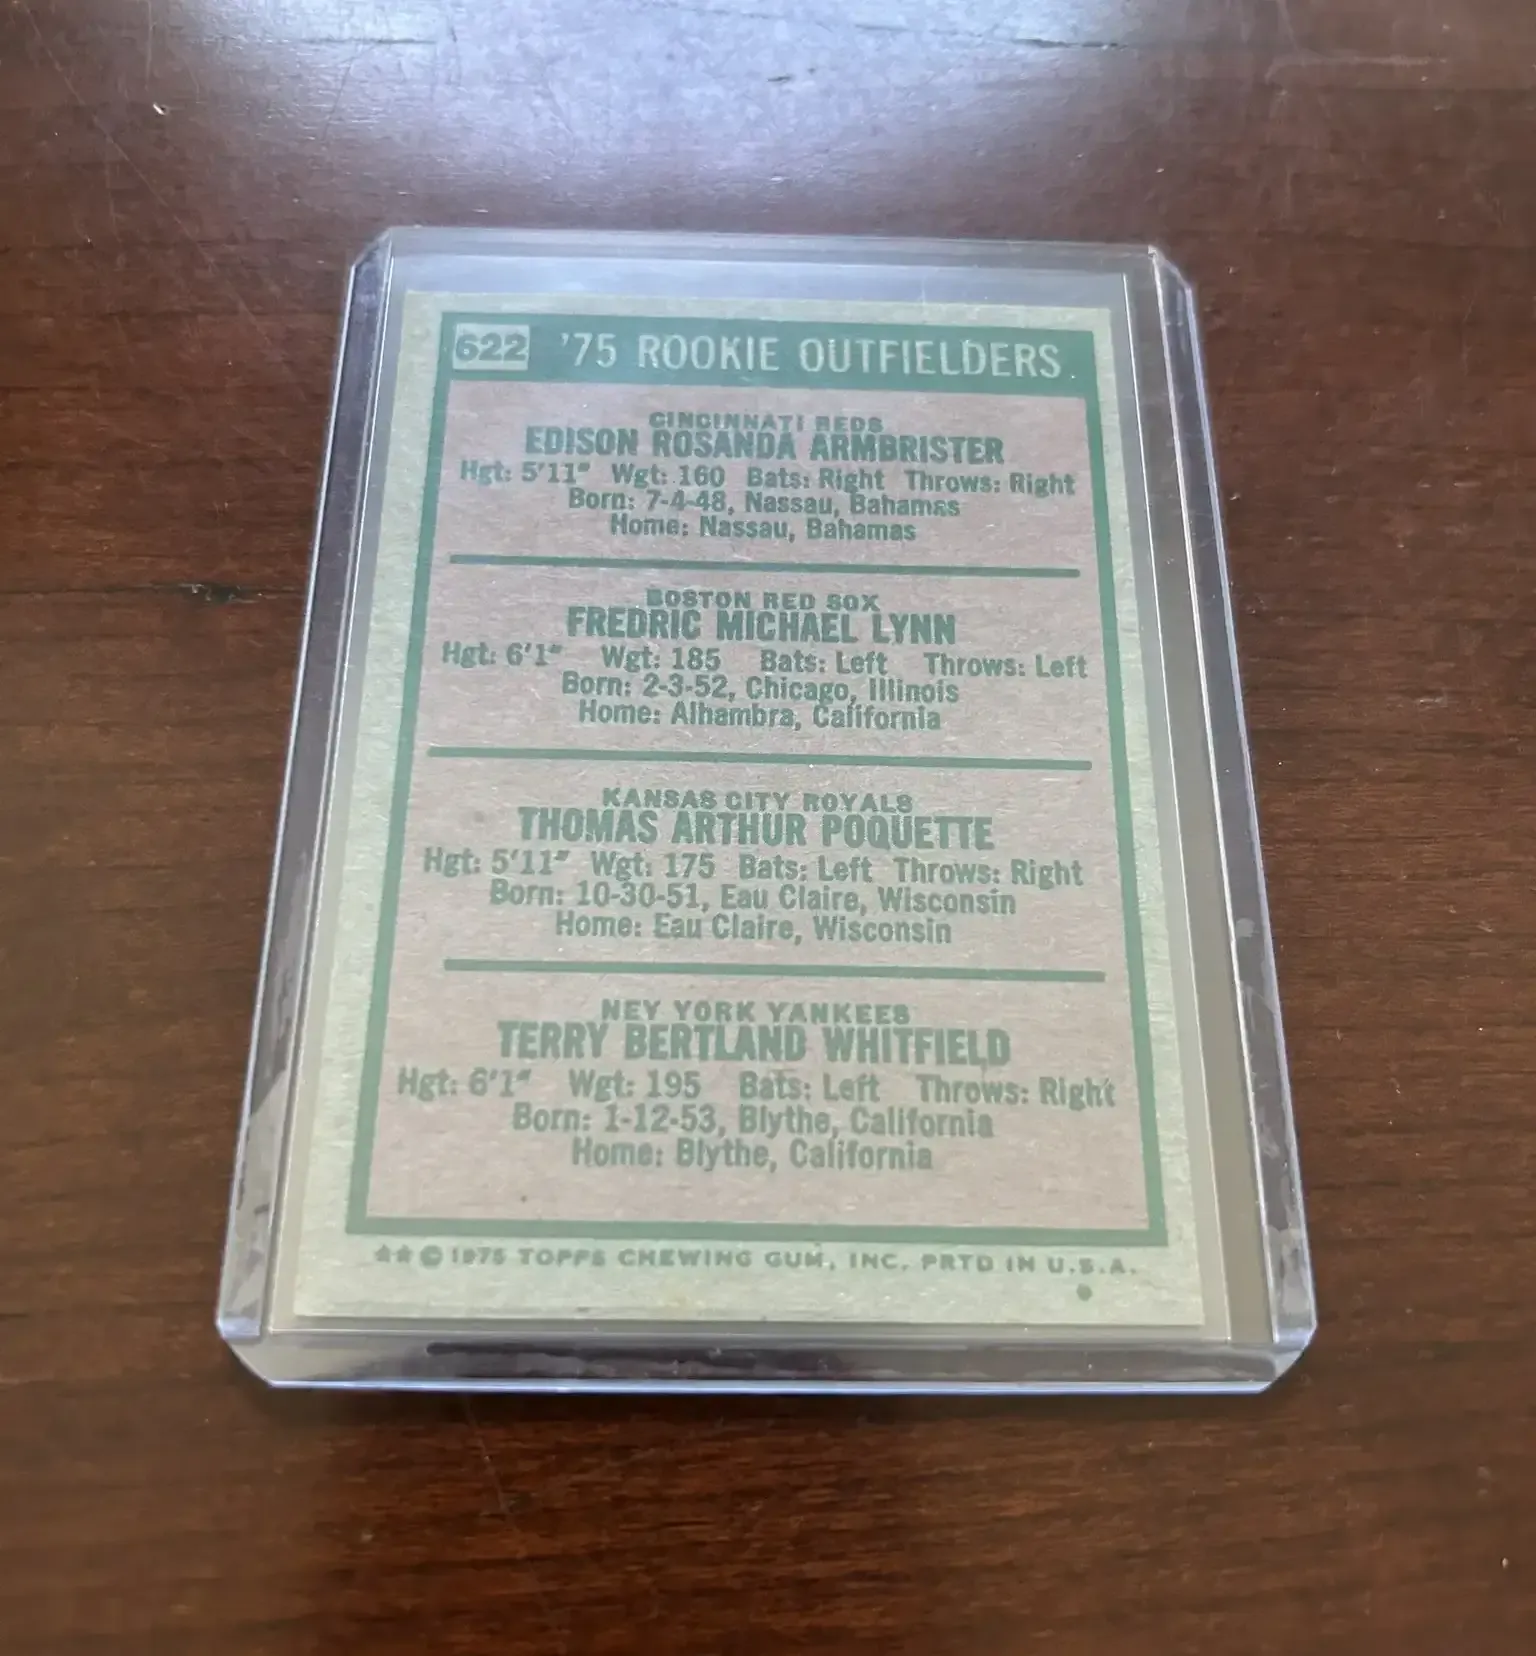 622 '75 ROOKIE OUTFIELDERS
CINCINNATI REDS
EDISON ROSANDA ARMBRISTER
Hgt: 5'11" Wgt: 160 Bats: Right Throws: Right
Born: 7-4-48, Nassau, Bahamas
Home: Nassau, Bahamas
BOSTON RED SOX
FREDRIC MICHAEL LYNN
Hgt: 6'1" Wgt: 185 Bats: Left Throws: Left
Born: 2-3-52, Chicago, Illinois
Home: Alhambra, California
KANSAS CITY ROYALS
THOMAS ARTHUR POQUETTE
Hgt: 5'11" Wgt: 175 Bats: Left Throws: Right
Born: 10-30-51, Eau Claire, Wisconsin
Home: Eau Claire, Wisconsin
NEY YORK YANKEES
TERRY BERTLAND WHITFIELD
Hgt: 6'1" Wgt: 195 Bats: Left Throws: Right
Born: 1-12-53, Blythe, California
Home: Blythe, California
★★ © 1975 TOPPS CHEWING GUM, INC. PRTD IN U.S.A.